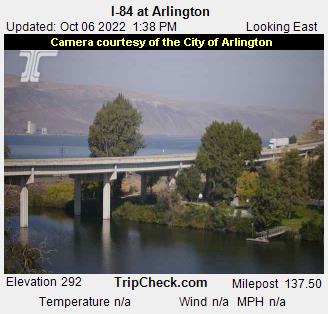 I-84 at Arlington
Updated: Oct 06 2022 1:38 PM Looking East
Camera courtesy of the City of Arlington
Elevation 292 TripCheck.com Milepost 137.50
Temperature n/a Wind n/a MPH n/a